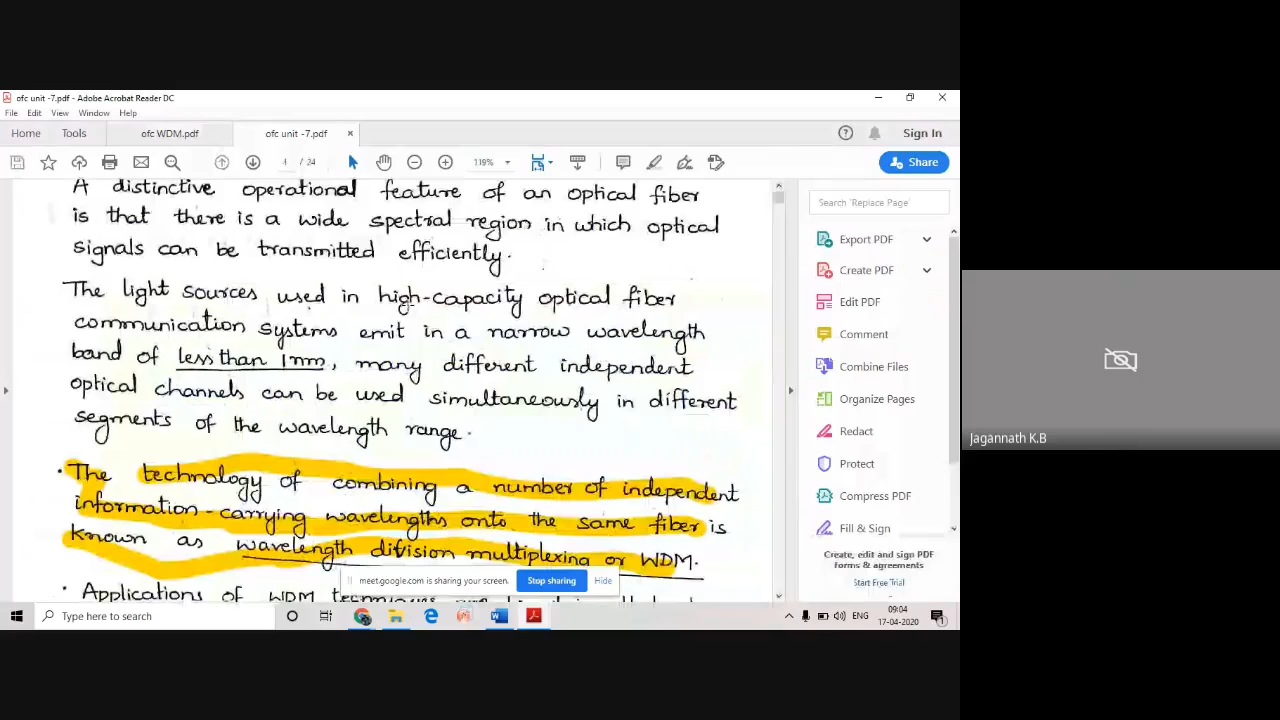 ofc unit -7.pdf - Adobe Acrobat Reader DC
File Edit View Window Help
Home Tools ofc WDM.pdf ofc unit -7.pdf × Sign In
4 / 34 119% Share
A distinctive operational feature of an optical fiber
is that there is a wide spectral region in which optical
signals can be transmitted efficiently.
The light sources used in high-capacity optical fiber
communication systems emit in a narrow wavelength
band of less than 1nm, many different independent
optical channels can be used simultaneously in different
segments of the wavelength range.
• The technology of combining a number of independent
information-carrying wavelengths onto the same fiber is
known as wavelength division multiplexing or WDM.
• Applications of WDM techniques are
Search 'Replace Page'
Export PDF
Create PDF
Edit PDF
Comment
Combine Files
Organize Pages
Redact
Protect
Compress PDF
Fill & Sign
Create, edit and sign PDF
forms & agreements
Start Free Trial
meet.google.com is sharing your screen. Stop sharing Hide
Type here to search
ENG 09:04
17-04-2020
1
Jagannath K.B